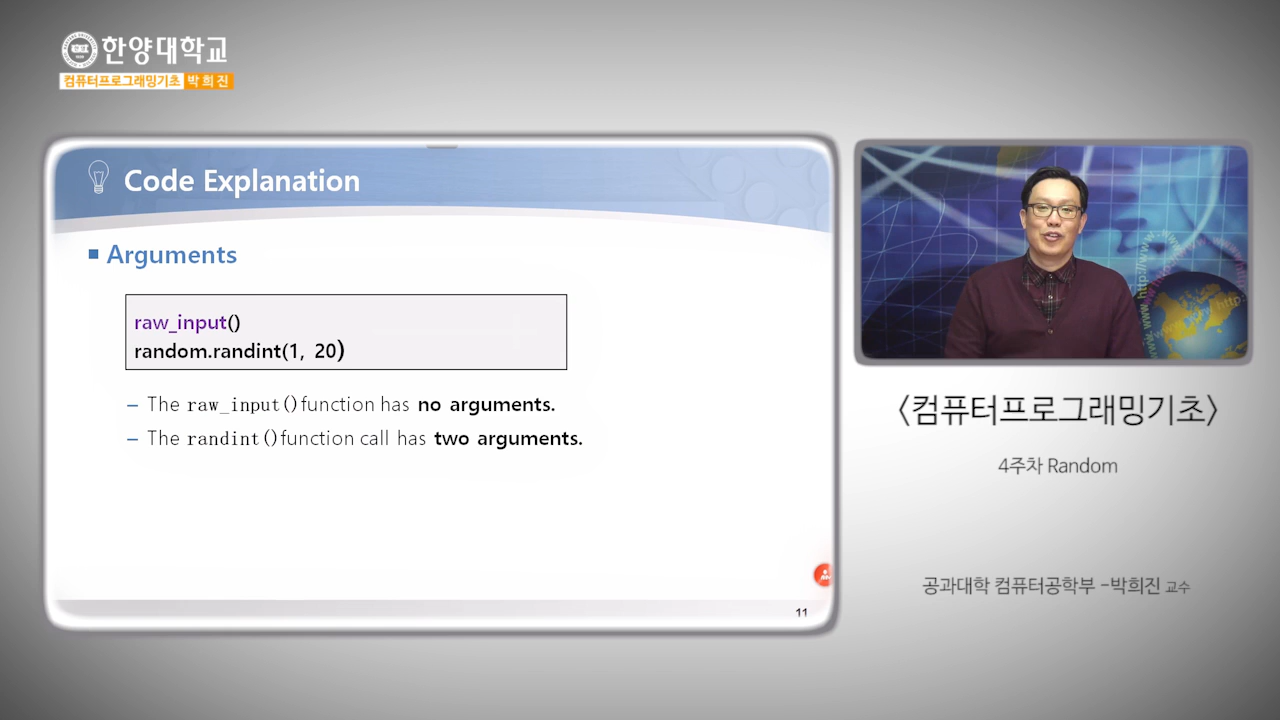 한양대학교
컴퓨터프로그래밍기초 박희진
Code Explanation
Arguments
raw_input()
random.randint(1, 20)
– The raw_input()function has no arguments.
– The randint()function call has two arguments.
11
<컴퓨터프로그래밍기초>
4주차 Random
공과대학 컴퓨터공학부 -박희진 교수